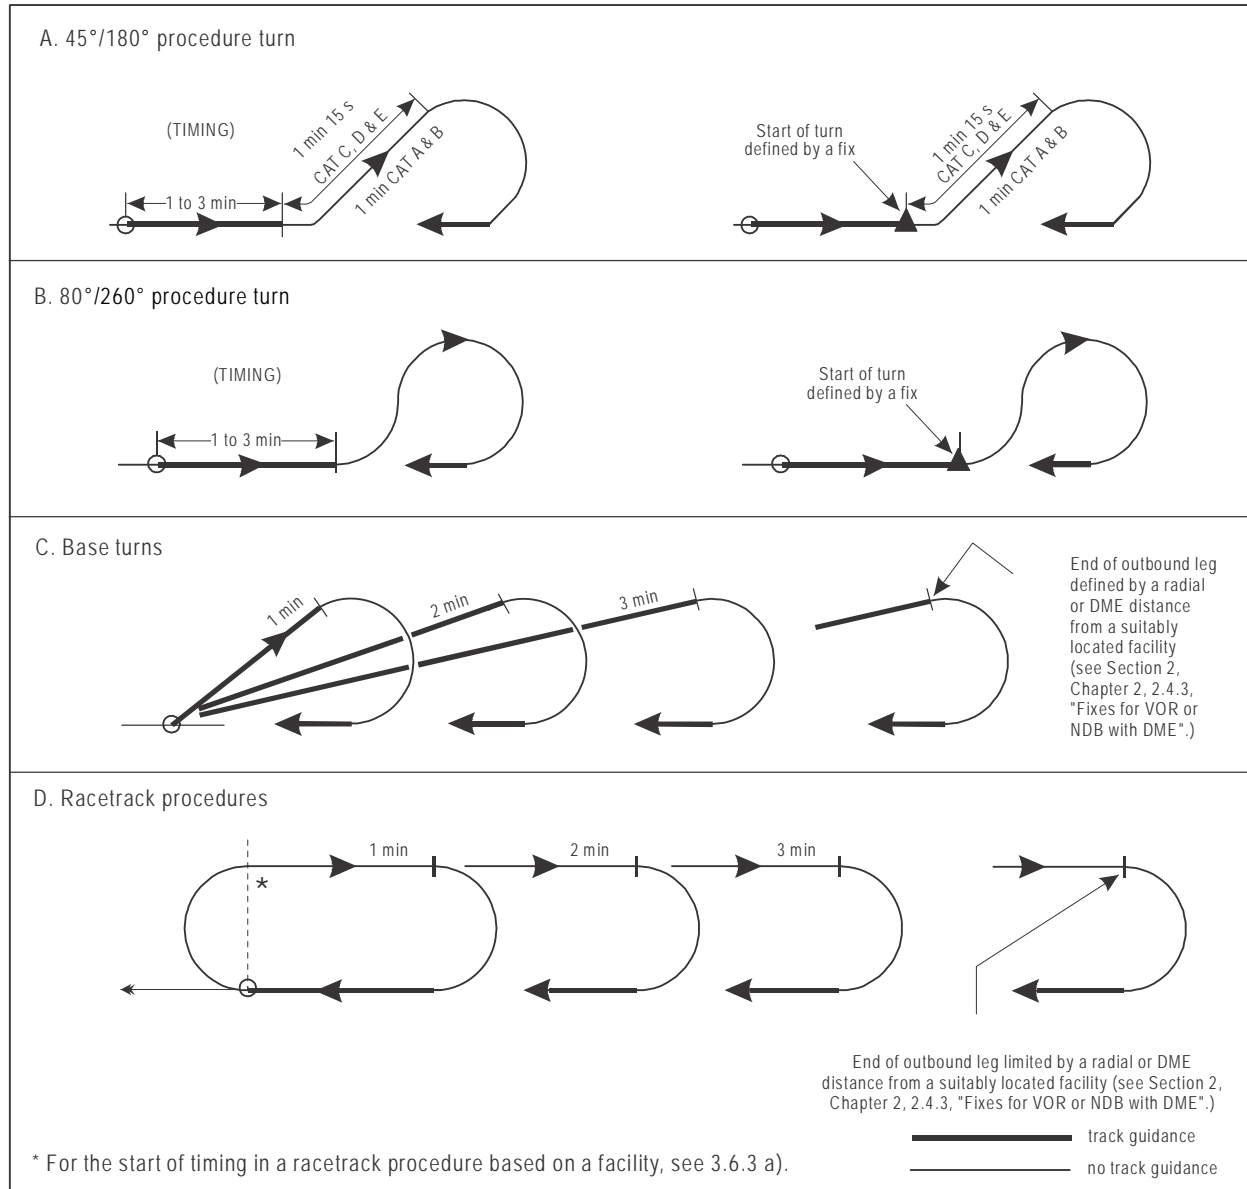 A. 45°/180° procedure turn
(TIMING)
1 to 3 min
1 min 15 s
CAT C, D & E
1 min CAT A & B
Start of turn
defined by a fix
1 min 15 s
CAT C, D & E
1 min CAT A & B
B. 80°/260° procedure turn
(TIMING)
1 to 3 min
Start of turn
defined by a fix
C. Base turns
1 min
2 min
3 min
End of outbound leg
defined by a radial
or DME distance
from a suitably
located facility
(see Section 2,
Chapter 2, 2.4.3,
"Fixes for VOR or
NDB with DME".)
D. Racetrack procedures
1 min
2 min
3 min
*
End of outbound leg limited by a radial or DME
distance from a suitably located facility (see Section 2,
Chapter 2, 2.4.3, "Fixes for VOR or NDB with DME".)
track guidance
no track guidance
* For the start of timing in a racetrack procedure based on a facility, see 3.6.3 a).